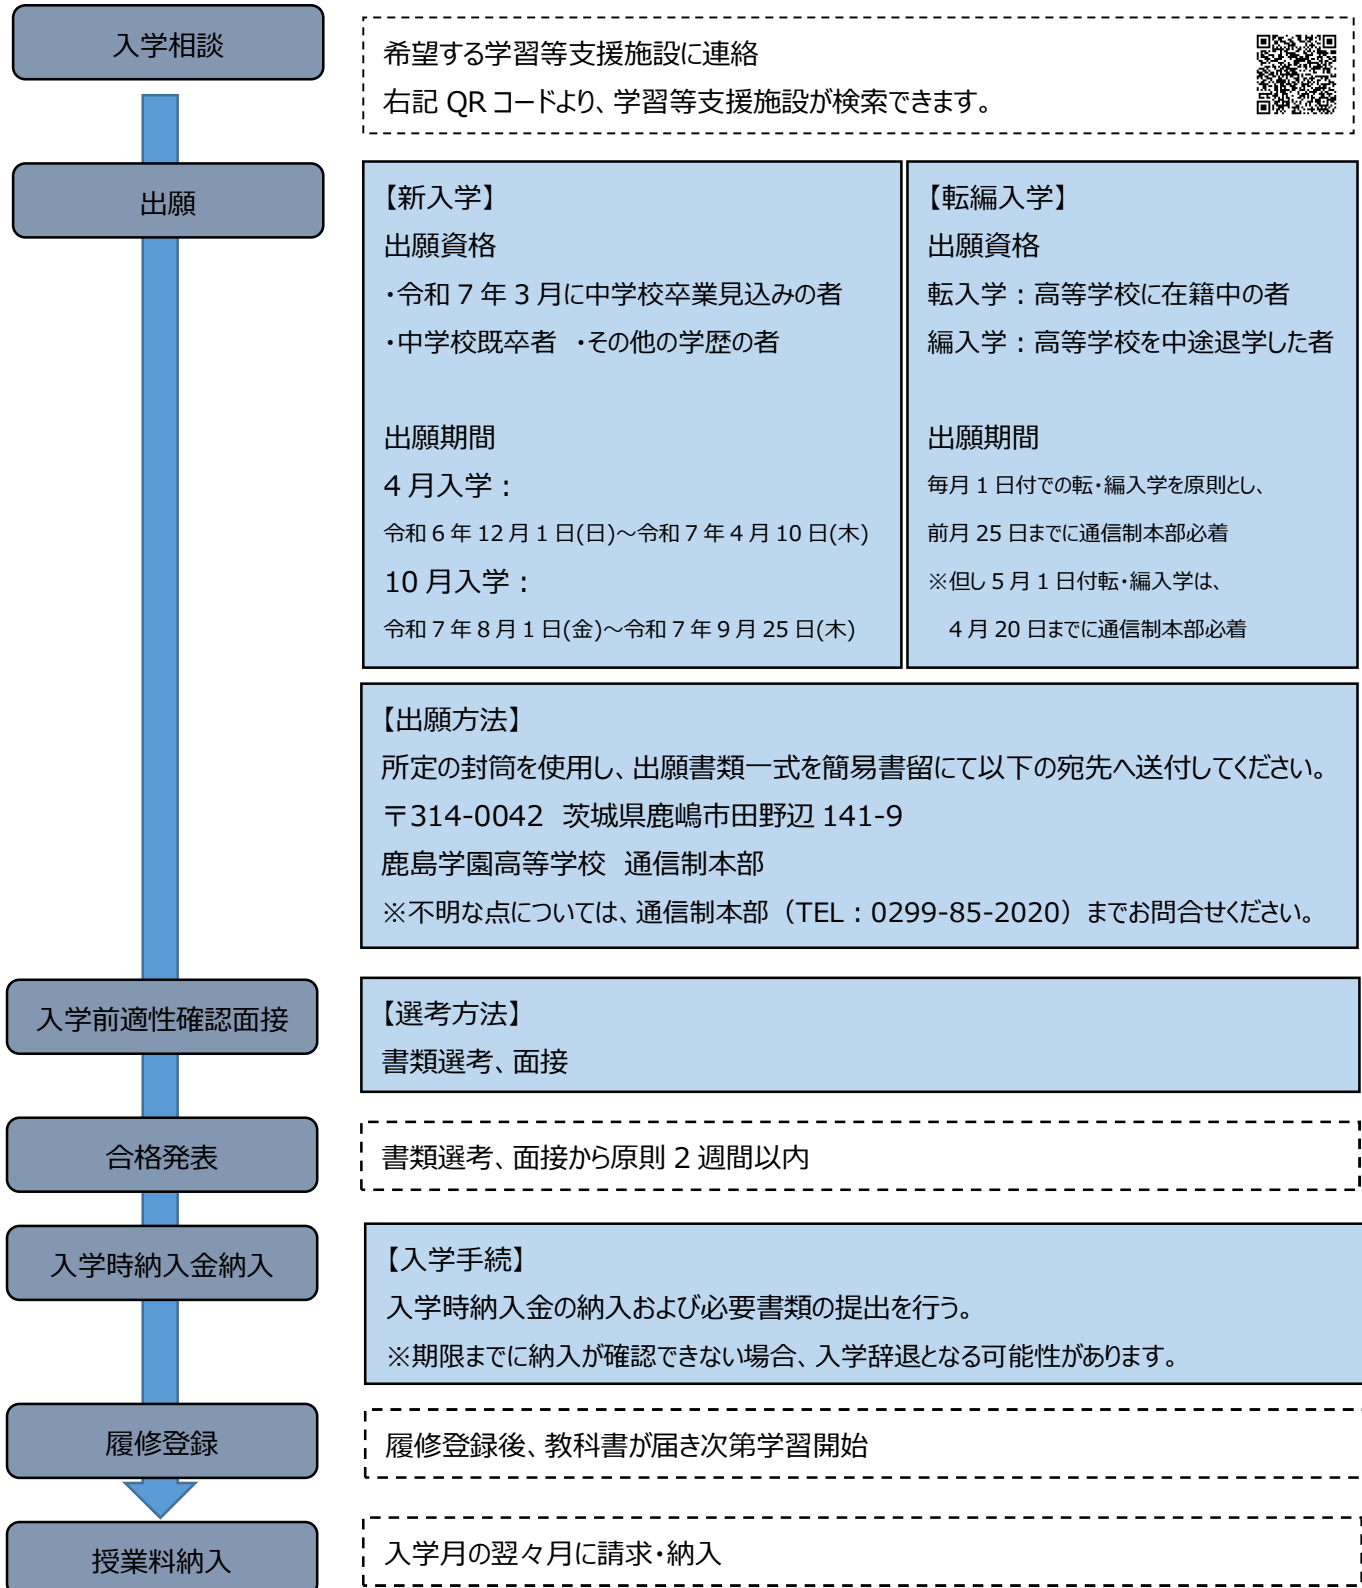 入学相談
希望する学習等支援施設に連絡
右記 QR コードより、学習等支援施設が検索できます。
出願
【新入学】
出願資格
・令和 7 年 3 月に中学校卒業見込みの者
・中学校既卒者 ・その他の学歴の者
出願期間
4 月入学：
令和 6 年 12 月 1 日(日)～令和 7 年 4 月 10 日(木)
10 月入学：
令和 7 年 8 月 1 日(金)～令和 7 年 9 月 25 日(木)
【転編入学】
出願資格
転入学：高等学校に在籍中の者
編入学：高等学校を中途退学した者
出願期間
毎月 1 日付での転・編入学を原則とし、
前月 25 日までに通信制本部必着
※但し 5 月 1 日付転・編入学は、
4 月 20 日までに通信制本部必着
【出願方法】
所定の封筒を使用し、出願書類一式を簡易書留にて以下の宛先へ送付してください。
〒314-0042 茨城県鹿嶋市田野辺 141-9
鹿島学園高等学校 通信制本部
※不明な点については、通信制本部（TEL：0299-85-2020）までお問合せください。
入学前適性確認面接
【選考方法】
書類選考、面接
合格発表
書類選考、面接から原則 2 週間以内
入学時納入金納入
【入学手続】
入学時納入金の納入および必要書類の提出を行う。
※期限までに納入が確認できない場合、入学辞退となる可能性があります。
履修登録
履修登録後、教科書が届き次第学習開始
授業料納入
入学月の翌々月に請求・納入